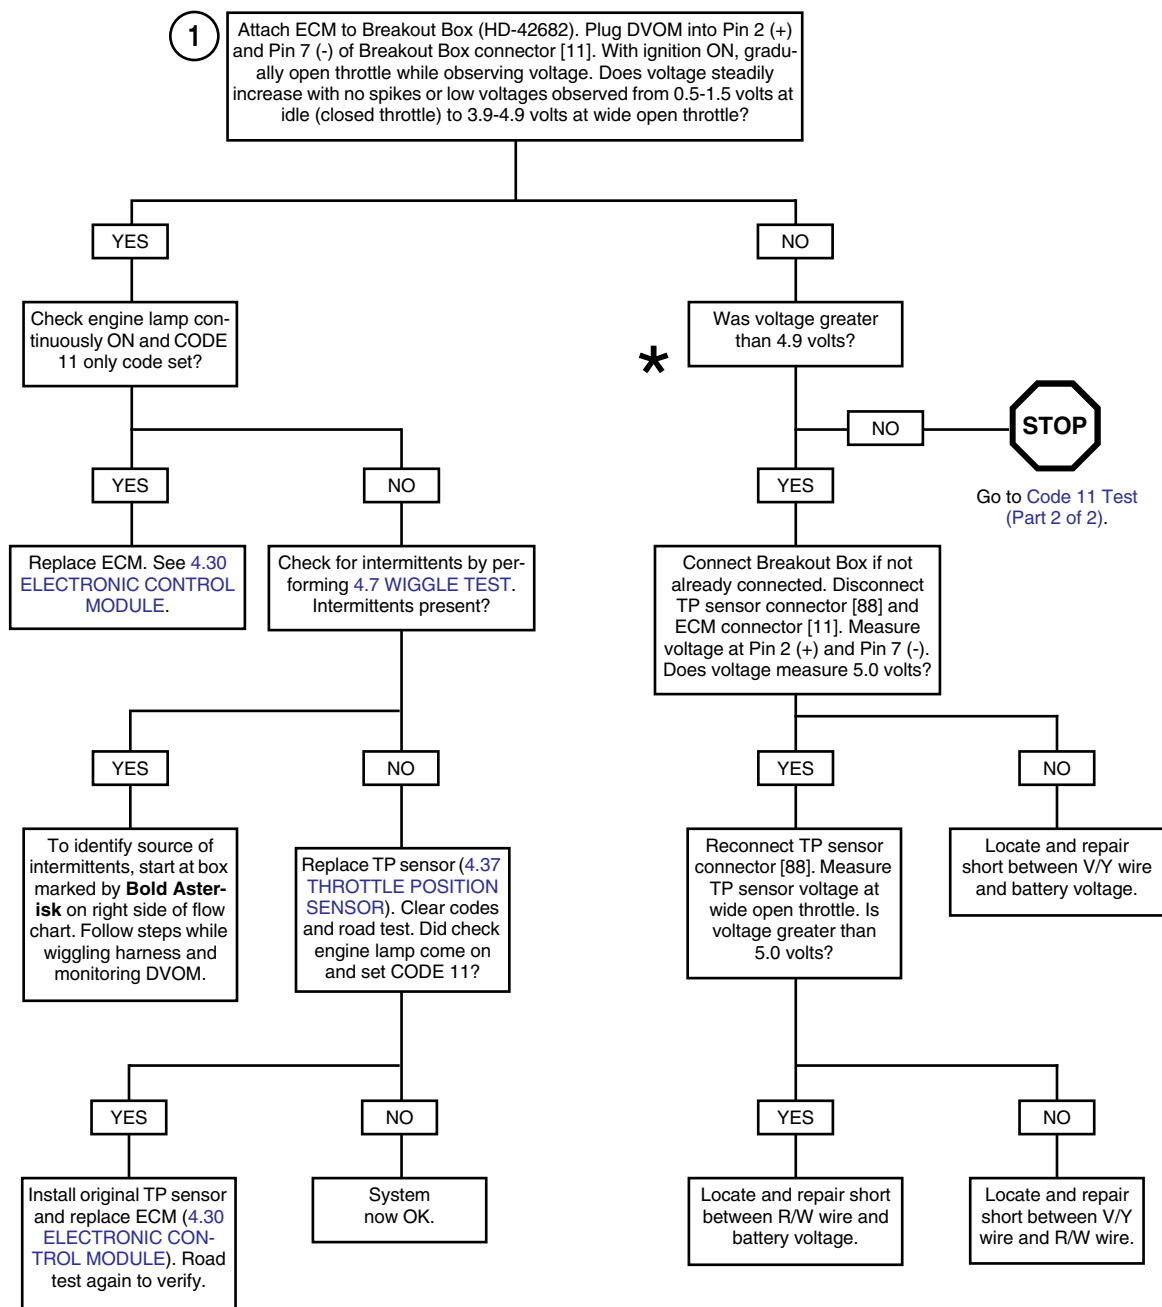 1
Attach ECM to Breakout Box (HD-42682). Plug DVOM into Pin 2 (+)
and Pin 7 (-) of Breakout Box connector [11]. With ignition ON, grad-
ually open throttle while observing voltage. Does voltage steadily
increase with no spikes or low voltages observed from 0.5-1.5 volts at
idle (closed throttle) to 3.9-4.9 volts at wide open throttle?
YES
NO
Check engine lamp con-
tinuously ON and CODE
11 only code set?
*
Was voltage greater
than 4.9 volts?
NO
STOP
Go to Code 11 Test
(Part 2 of 2).
YES
NO
YES
Replace ECM. See 4.30
ELECTRONIC CONTROL
MODULE.
Check for intermittents by per-
forming 4.7 WIGGLE TEST.
Intermittents present?
Connect Breakout Box if not
already connected. Disconnect
TP sensor connector [88] and
ECM connector [11]. Measure
voltage at Pin 2 (+) and Pin 7 (-).
Does voltage measure 5.0 volts?
YES
NO
YES
NO
To identify source of
intermittents, start at box
marked by Bold Aster-
isk on right side of flow
chart. Follow steps while
wiggling harness and
monitoring DVOM.
Replace TP sensor (4.37
THROTTLE POSITION
SENSOR). Clear codes
and road test. Did check
engine lamp come on
and set CODE 11?
Reconnect TP sensor
connector [88]. Measure
TP sensor voltage at
wide open throttle. Is
voltage greater than
5.0 volts?
Locate and repair
short between V/Y wire
and battery voltage.
YES
NO
YES
NO
Install original TP sensor
and replace ECM (4.30
ELECTRONIC CON-
TROL MODULE). Road
test again to verify.
System
now OK.
Locate and repair short
between R/W wire and
battery voltage.
Locate and repair
short between V/Y
wire and R/W wire.